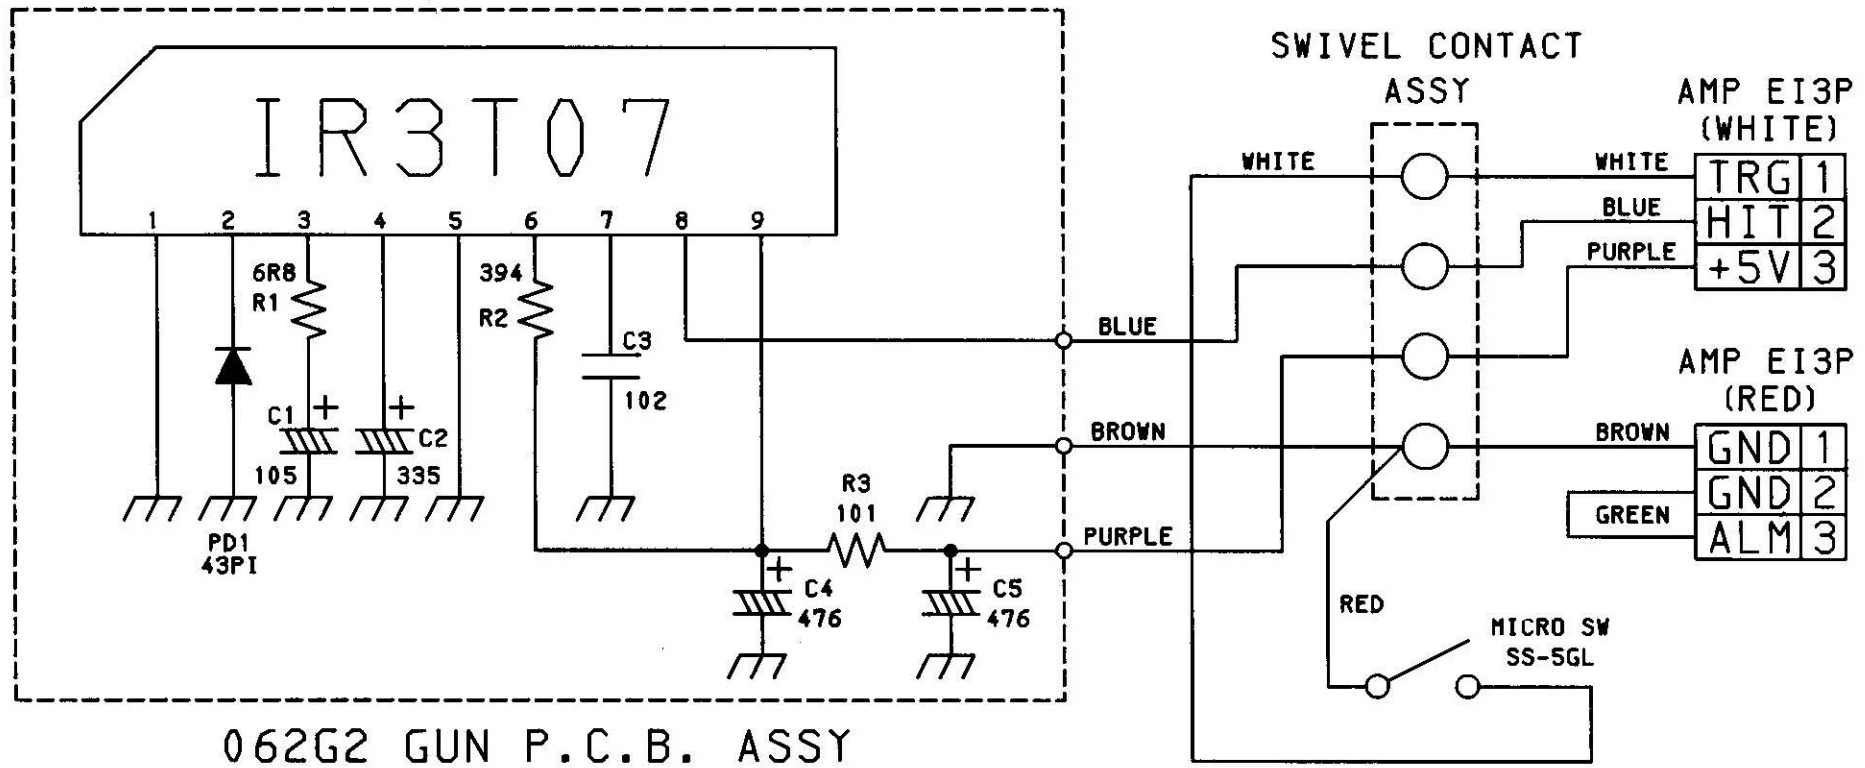 SWIVEL CONTACT
ASSY
AMP EI3P
(WHITE)
IR3T07
1 2 3 4 5 6 7 8 9
WHITE
WHITE
TRG 1
BLUE
HIT 2
PURPLE
+5V 3
6R8
R1
394
R2
C3
102
BLUE
AMP EI3P
(RED)
C1 +
105
+
C2
335
BROWN
BROWN
GND 1
GND 2
GREEN
ALM 3
PD1
43PI
R3
101
PURPLE
+
C4
476
+
C5
476
RED
MICRO SW
SS-5GL
062G2 GUN P.C.B. ASSY